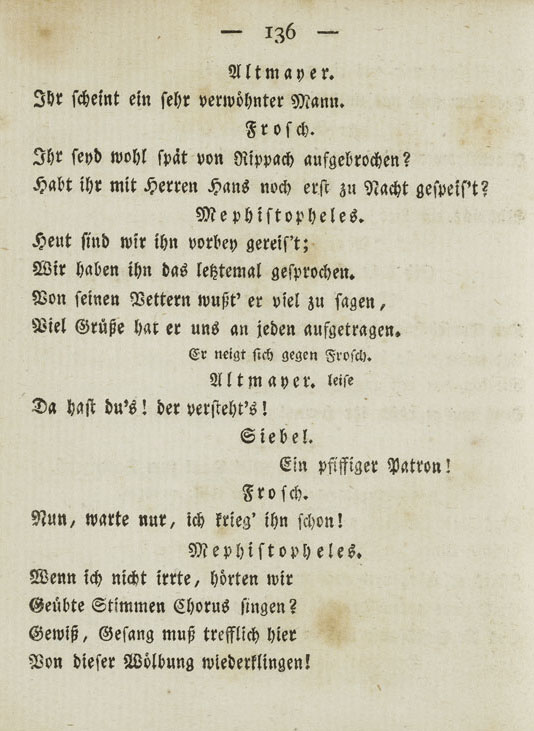 — 136 —
Altmayer.
Ihr scheint ein sehr verwöhnter Mann.
Frosch.
Ihr seyd wohl spät von Rippach aufgebrochen?
Habt ihr mit Herren Hans noch erst zu Nacht gespeis't?
Mephistopheles.
Heut sind wir ihn vorbey gereis't;
Wir haben ihn das letztemal gesprochen.
Von seinen Vettern wußt' er viel zu sagen,
Viel Grüße hat er uns an jeden aufgetragen.
Er neigt sich gegen Frosch.
Altmayer. leise
Da hast du's! der versteht's!
Siebel.
Ein pfiffiger Patron!
Frosch.
Nun, warte nur, ich krieg' ihn schon!
Mephistopheles.
Wenn ich nicht irrte, hörten wir
Geübte Stimmen Chorus singen?
Gewiß, Gesang muß trefflich hier
Von dieser Wölbung wiederklingen!